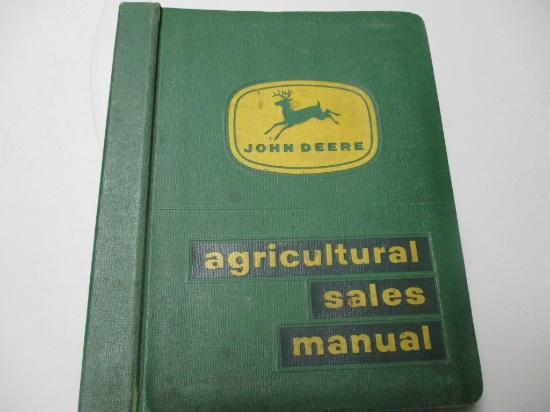 JOHN DEERE
agricultural
sales
manual